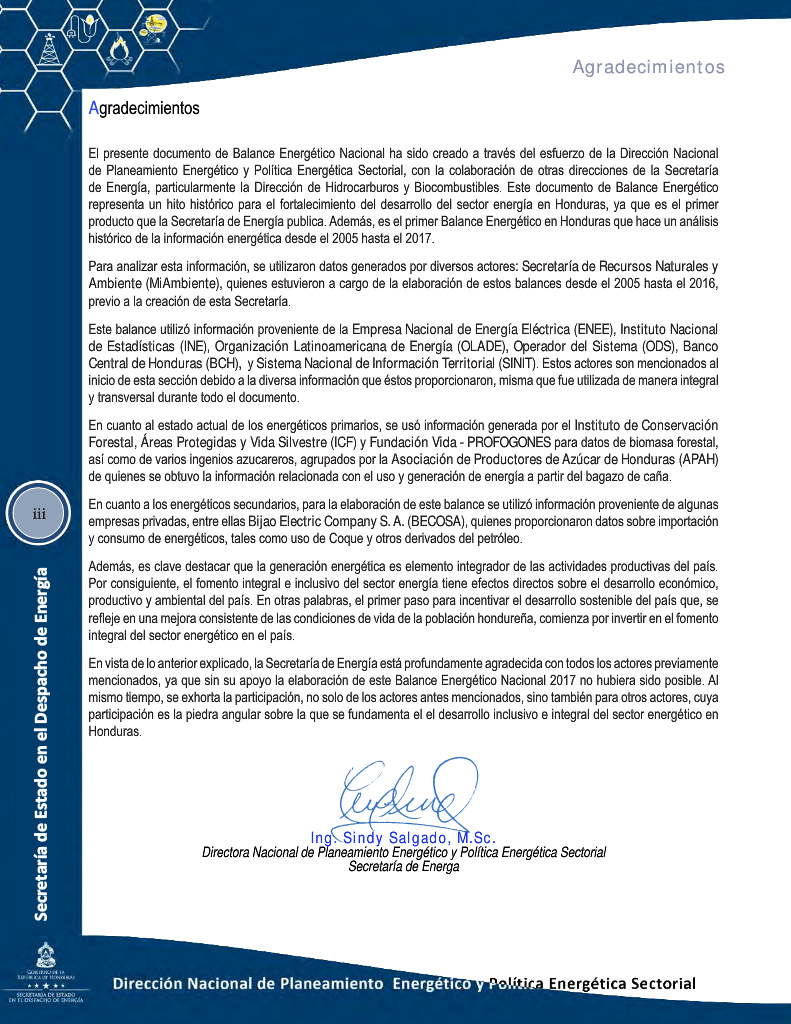 Agradecimientos
Agradecimientos
El presente documento de Balance Energético Nacional ha sido creado a través del esfuerzo de la Dirección Nacional
de Planeamiento Energético y Política Energética Sectorial, con la colaboración de otras direcciones de la Secretaría
de Energía, particularmente la Dirección de Hidrocarburos y Biocombustibles. Este documento de Balance Energético
representa un hito histórico para el fortalecimiento del desarrollo del sector energía en Honduras, ya que es el primer
producto que la Secretaría de Energía publica. Además, es el primer Balance Energético en Honduras que hace un análisis
histórico de la información energética desde el 2005 hasta el 2017.
Para analizar esta información, se utilizaron datos generados por diversos actores: Secretaría de Recursos Naturales y
Ambiente (MiAmbiente), quienes estuvieron a cargo de la elaboración de estos balances desde el 2005 hasta el 2016,
previo a la creación de esta Secretaría.
Este balance utilizó información proveniente de la Empresa Nacional de Energía Eléctrica (ENEE), Instituto Nacional
de Estadísticas (INE), Organización Latinoamericana de Energía (OLADE), Operador del Sistema (ODS), Banco
Central de Honduras (BCH), y Sistema Nacional de Información Territorial (SINIT). Estos actores son mencionados al
inicio de esta sección debido a la diversa información que éstos proporcionaron, misma que fue utilizada de manera integral
y transversal durante todo el documento.
En cuanto al estado actual de los energéticos primarios, se usó información generada por el Instituto de Conservación
Forestal, Áreas Protegidas y Vida Silvestre (ICF) y Fundación Vida - PROFOGONES para datos de biomasa forestal,
así como de varios ingenios azucareros, agrupados por la Asociación de Productores de Azúcar de Honduras (APAH)
de quienes se obtuvo la información relacionada con el uso y generación de energía a partir del bagazo de caña.
En cuanto a los energéticos secundarios, para la elaboración de este balance se utilizó información proveniente de algunas
empresas privadas, entre ellas Bijao Electric Company S. A. (BECOSA), quienes proporcionaron datos sobre importación
y consumo de energéticos, tales como uso de Coque y otros derivados del petróleo.
Además, es clave destacar que la generación energética es elemento integrador de las actividades productivas del país.
Por consiguiente, el fomento integral e inclusivo del sector energía tiene efectos directos sobre el desarrollo económico,
productivo y ambiental del país. En otras palabras, el primer paso para incentivar el desarrollo sostenible del país que, se
refleje en una mejora consistente de las condiciones de vida de la población hondureña, comienza por invertir en el fomento
integral del sector energético en el país.
En vista de lo anterior explicado, la Secretaría de Energía está profundamente agradecida con todos los actores previamente
mencionados, ya que sin su apoyo la elaboración de este Balance Energético Nacional 2017 no hubiera sido posible. Al
mismo tiempo, se exhorta la participación, no solo de los actores antes mencionados, sino también para otros actores, cuya
participación es la piedra angular sobre la que se fundamenta el el desarrollo inclusivo e integral del sector energético en
Honduras.
Ing. Sindy Salgado, M.Sc.
Directora Nacional de Planeamiento Energético y Política Energética Sectorial
Secretaría de Energa
iii
Secretaría de Estado en el Despacho de Energía
GOBIERNO DE LA
REPÚBLICA DE HONDURAS
SECRETARÍA DE ESTADO
EN EL DESPACHO DE ENERGÍA
Dirección Nacional de Planeamiento Energético y Política Energética Sectorial